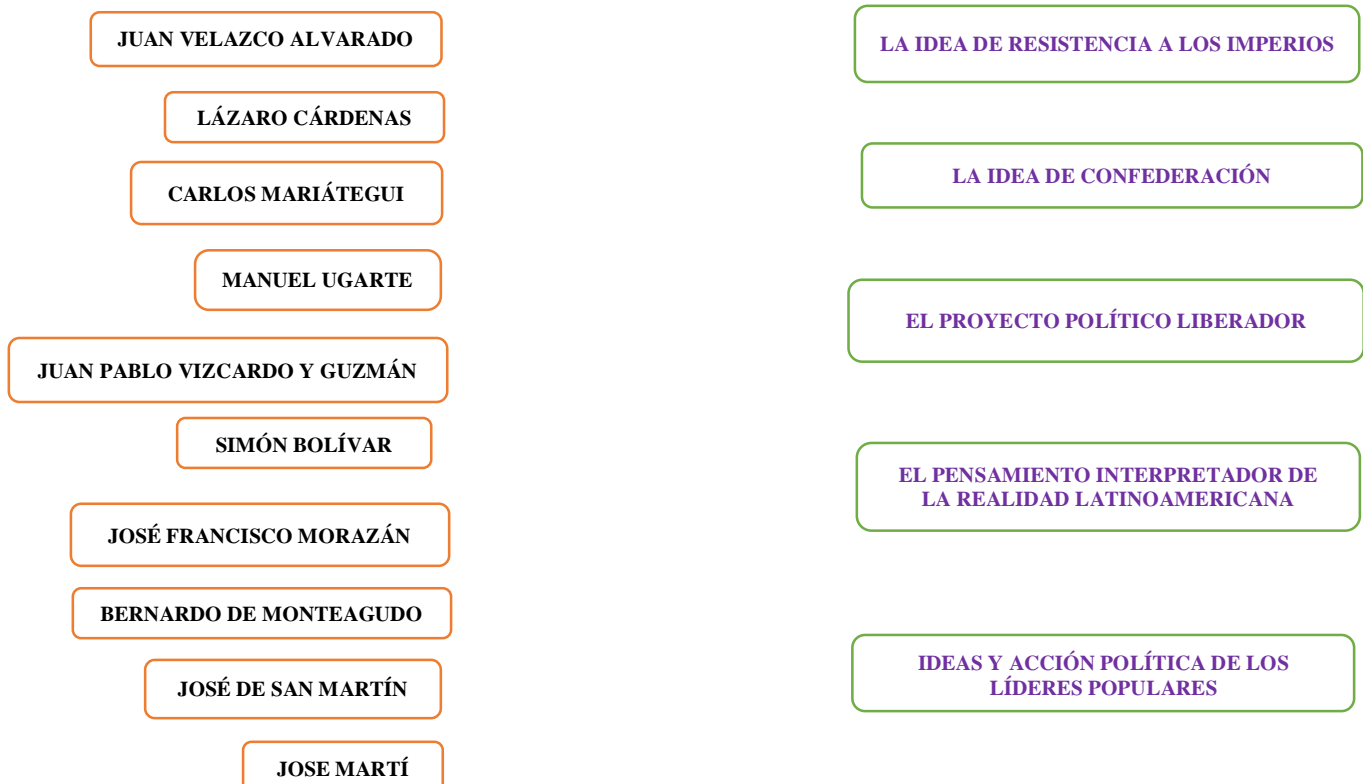 JUAN VELAZCO ALVARADO
LÁZARO CÁRDENAS
CARLOS MARIÁTEGUI
MANUEL UGARTE
JUAN PABLO VIZCARDO Y GUZMÁN
SIMÓN BOLÍVAR
JOSÉ FRANCISCO MORAZÁN
BERNARDO DE MONTEAGUDO
JOSÉ DE SAN MARTÍN
JOSE MARTÍ
LA IDEA DE RESISTENCIA A LOS IMPERIOS
LA IDEA DE CONFEDERACIÓN
EL PROYECTO POLÍTICO LIBERADOR
EL PENSAMIENTO INTERPRETADOR DE
LA REALIDAD LATINOAMERICANA
IDEAS Y ACCIÓN POLÍTICA DE LOS
LÍDERES POPULARES